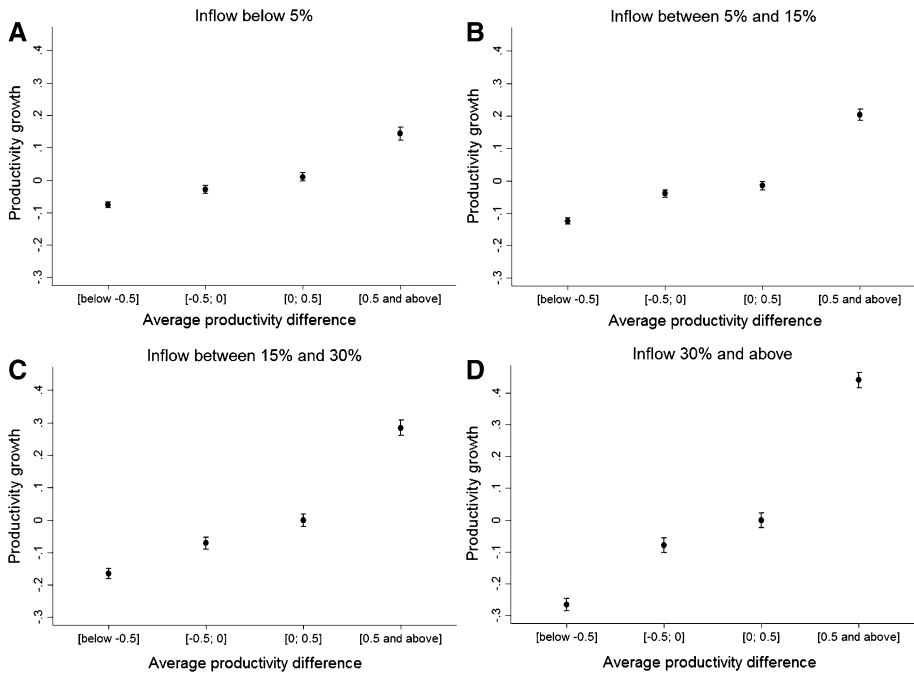 A
Inflow below 5%
Productivity growth
.4
.3
.2
.1
0
-.1
-.2
-.3
[below -0.5]
[-0.5; 0]
[0; 0.5]
[0.5 and above]
Average productivity difference
B
Inflow between 5% and 15%
Productivity growth
.4
.3
.2
.1
0
-.1
-.2
-.3
[below -0.5]
[-0.5; 0]
[0; 0.5]
[0.5 and above]
Average productivity difference
C
Inflow between 15% and 30%
Productivity growth
.4
.3
.2
.1
0
-.1
-.2
-.3
[below -0.5]
[-0.5; 0]
[0; 0.5]
[0.5 and above]
Average productivity difference
D
Inflow 30% and above
Productivity growth
.4
.3
.2
.1
0
-.1
-.2
-.3
[below -0.5]
[-0.5; 0]
[0; 0.5]
[0.5 and above]
Average productivity difference